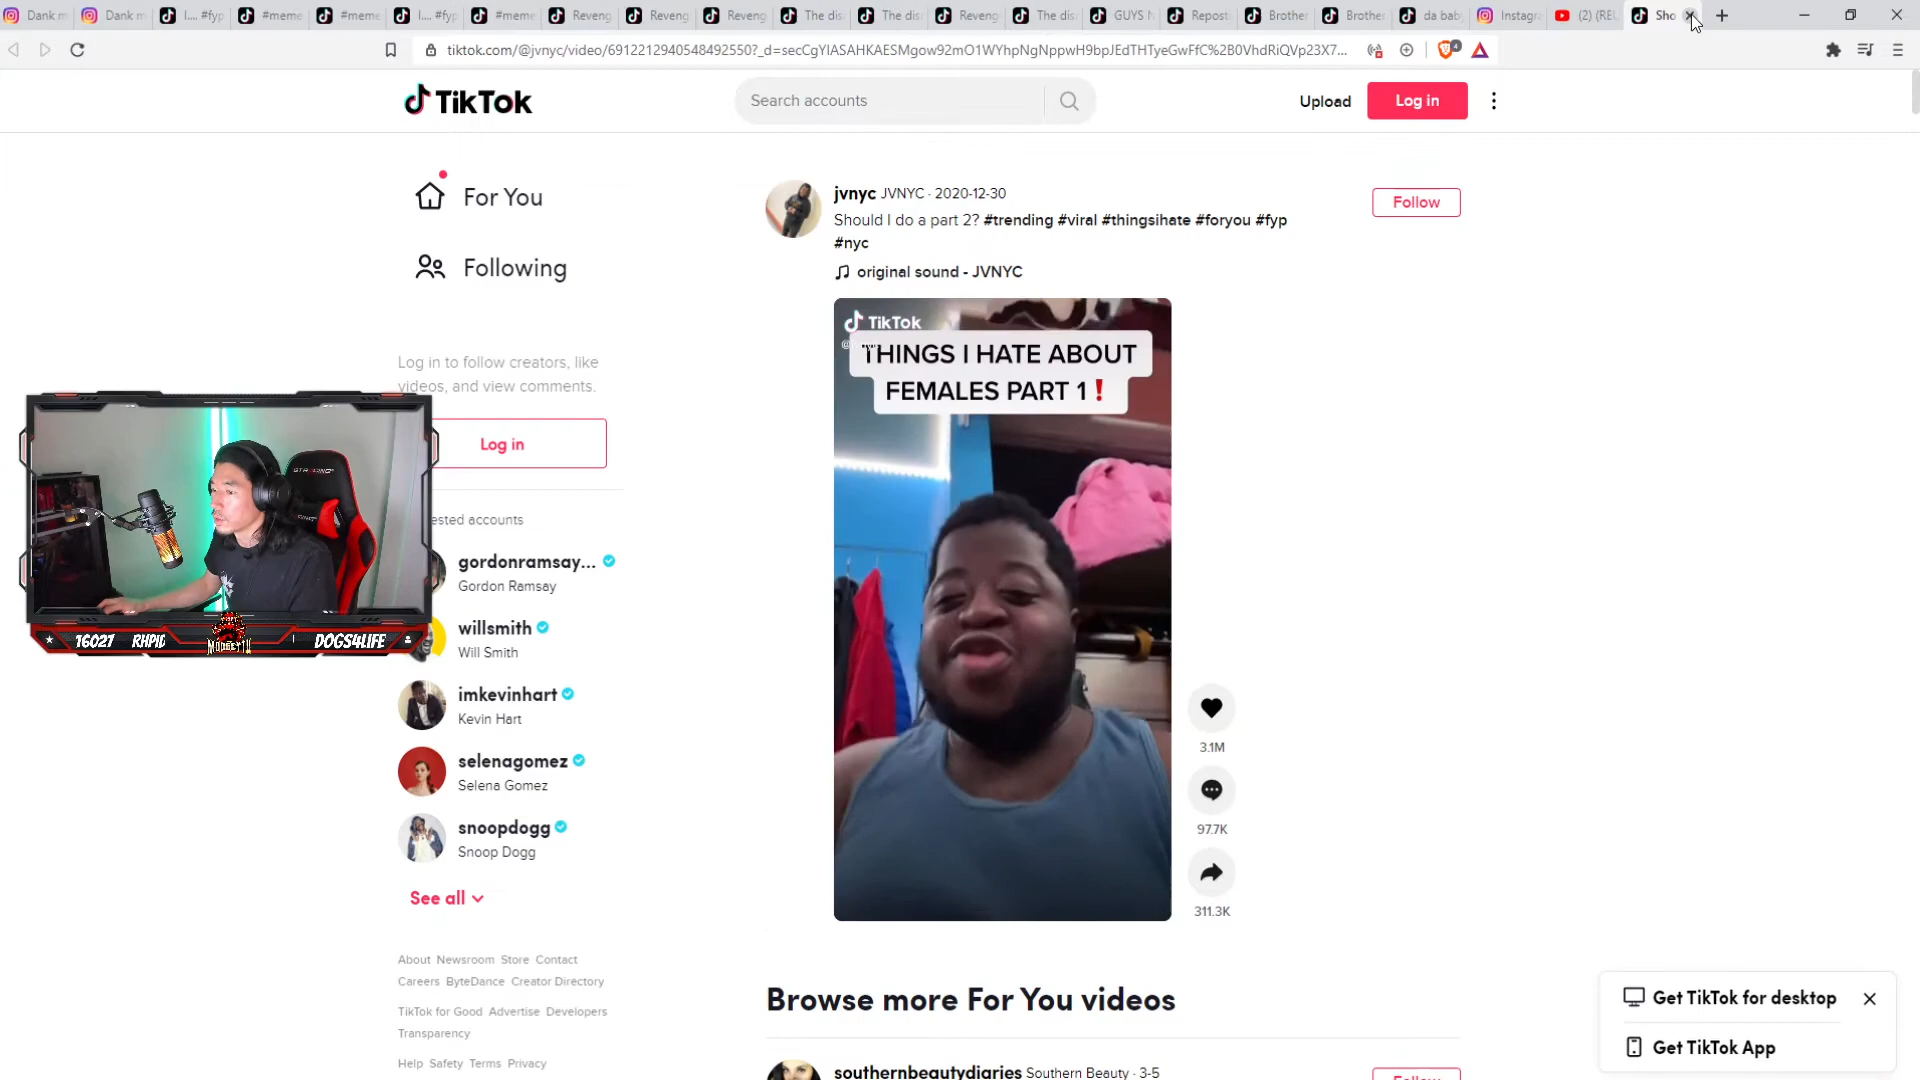 Dank m
Dank m
I.... #fyp
#meme
#meme
I.... #fyp
#meme
Reveng
Reveng
Reveng
The dis
The dis
Reveng
The dis
GUYS N
Repost
Brother
Brother
da baby
Instagra
(2) (REU
Sho
tiktok.com/@jvnyc/video/6912212940548492550?_d=secCgYIASAHKAESMgow92mO1WYhpNgNppwH9bpJEdTHTyeGwFfC%2B0VhdRiQVp23X7...
4
TikTok
Search accounts
Upload
Log in
For You
Following
Log in to follow creators, like
videos, and view comments.
Log in
ested accounts
gordonramsay...
Gordon Ramsay
willsmith
Will Smith
imkevinhart
Kevin Hart
selenagomez
Selena Gomez
snoopdogg
Snoop Dogg
See all
About Newsroom Store Contact
Careers ByteDance Creator Directory
TikTok for Good Advertise Developers
Transparency
Help Safety Terms Privacy
jvnyc JVNYC · 2020-12-30
Should I do a part 2? #trending #viral #thingsihate #foryou #fyp
#nyc
original sound - JVNYC
Follow
TikTok
THINGS I HATE ABOUT
FEMALES PART 1❗
3.1M
97.7K
311.3K
16027 RHPID
DOGS4LIFE
Browse more For You videos
southernbeautydiaries Southern Beauty · 3-5
Follow
Get TikTok for desktop
Get TikTok App